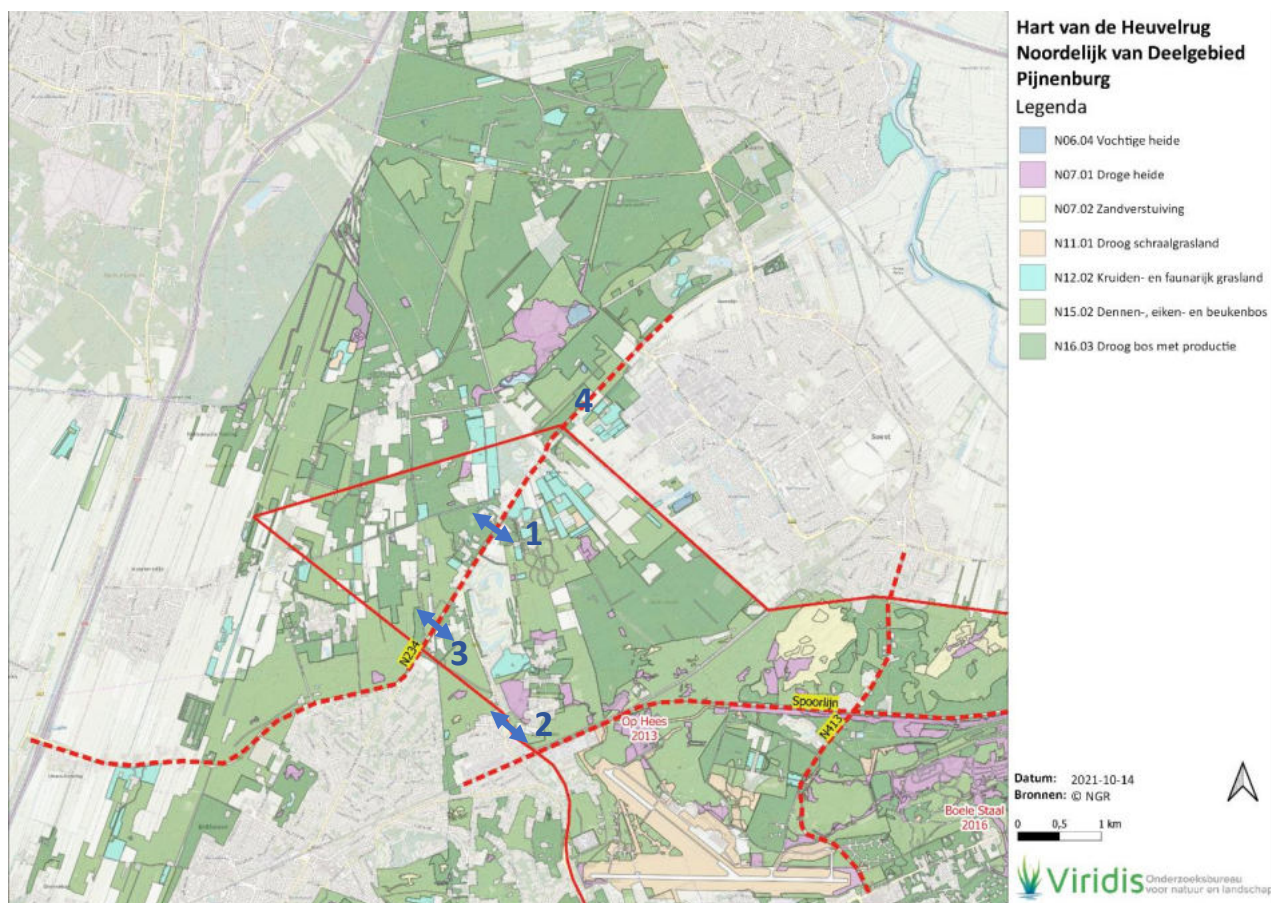 Hart van de Heuvelrug
Noordelijk van Deelgebied
Pijnenburg
Legenda
N06.04 Vochtige heide
N07.01 Droge heide
N07.02 Zandverstuiving
N11.01 Droog schraalgrasland
N12.02 Kruiden- en faunarijk grasland
N15.02 Dennen-, eiken- en beukenbos
N16.03 Droog bos met productie
4
Soest
1
3
N234
2
Spoorlijn
Op Hees
2013
N413
Boele Staal
2016
Datum: 2021-10-14
Bronnen: © NGR
0 0,5 1 km
Viridis Onderzoeksbureau
voor natuur en landschap